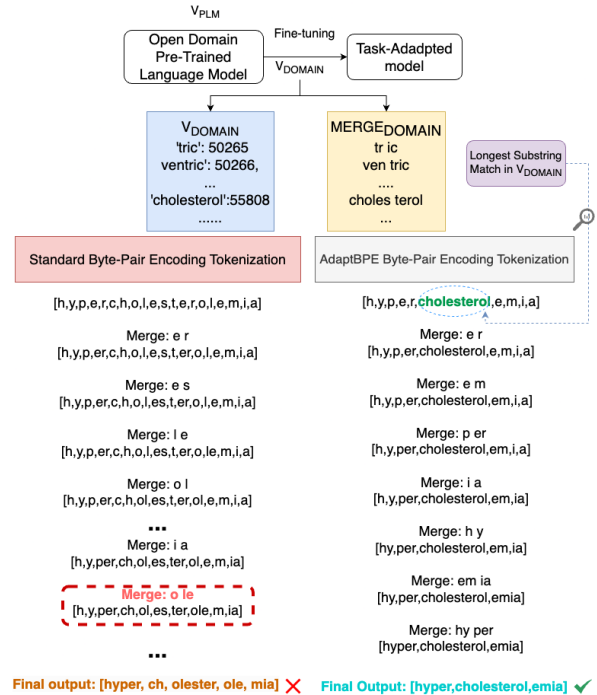 V_PLM
Open Domain
Pre-Trained
Language Model
Fine-tuning
V_DOMAIN
Task-Adadpted
model
V_DOMAIN
'tric': 50265
ventric': 50266,
...
'cholesterol':55808
......
MERGE_DOMAIN
tr ic
ven tric
....
choles terol
...
Longest Substring
Match in V_DOMAIN
Standard Byte-Pair Encoding Tokenization
[h,y,p,e,r,c,h,o,l,e,s,t,e,r,o,l,e,m,i,a]
Merge: e r
[h,y,p,er,c,h,o,l,e,s,t,er,o,l,e,m,i,a]
Merge: e s
[h,y,p,er,c,h,o,l,es,t,er,o,l,e,m,i,a]
Merge: l e
[h,y,p,er,c,h,o,l,es,t,er,o,le,m,i,a]
Merge: o l
[h,y,p,er,c,h,ol,es,t,er,ol,e,m,i,a]
...
Merge: i a
[h,y,per,ch,ol,es,ter,ol,e,m,ia]
Merge: o le
[h,y,per,ch,ol,es,ter,ole,m,ia]
...
Final output: [hyper, ch, olester, ole, mia]
AdaptBPE Byte-Pair Encoding Tokenization
[h,y,p,e,r,cholesterol,e,m,i,a]
Merge: e r
[h,y,p,er,cholesterol,e,m,i,a]
Merge: e m
[h,y,p,er,cholesterol,em,i,a]
Merge: p er
[h,y,per,cholesterol,em,i,a]
Merge: i a
[h,y,per,cholesterol,em,ia]
Merge: h y
[hy,per,cholesterol,em,ia]
Merge: em ia
[hy,per,cholesterol,emia]
Merge: hy per
[hyper,cholesterol,emia]
Final Output: [hyper,cholesterol,emia]